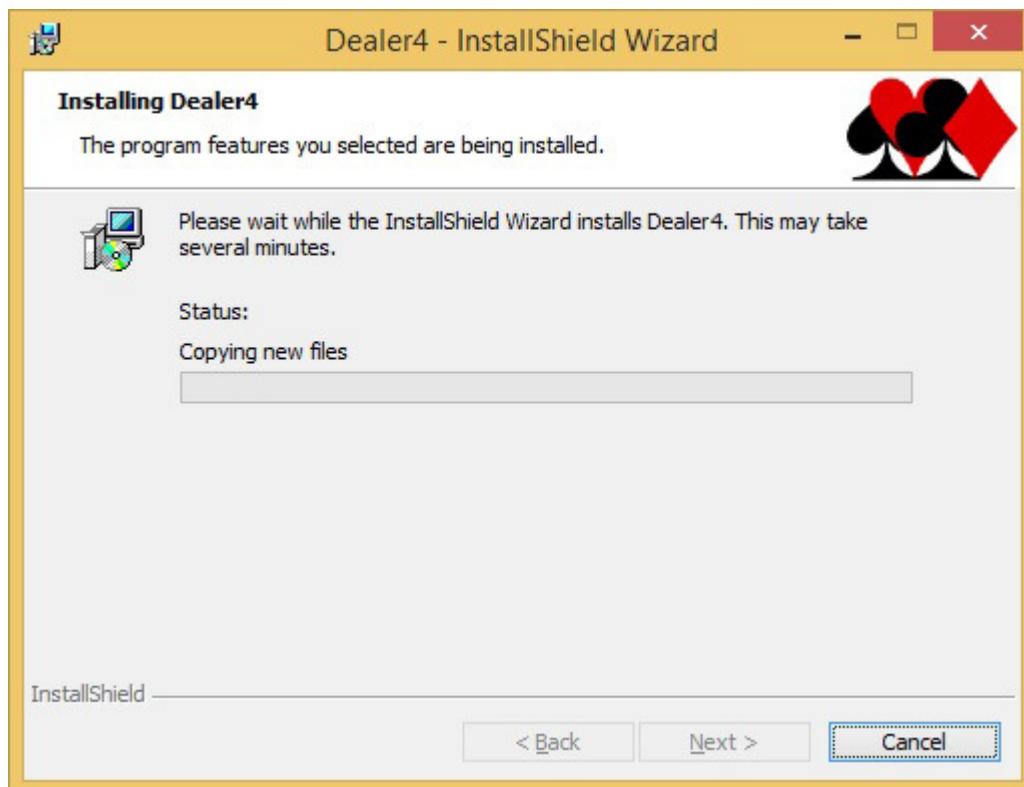 Dealer4 - InstallShield Wizard
Installing Dealer4
The program features you selected are being installed.
Please wait while the InstallShield Wizard installs Dealer4. This may take
several minutes.
Status:
Copying new files
InstallShield
< Back
Next >
Cancel